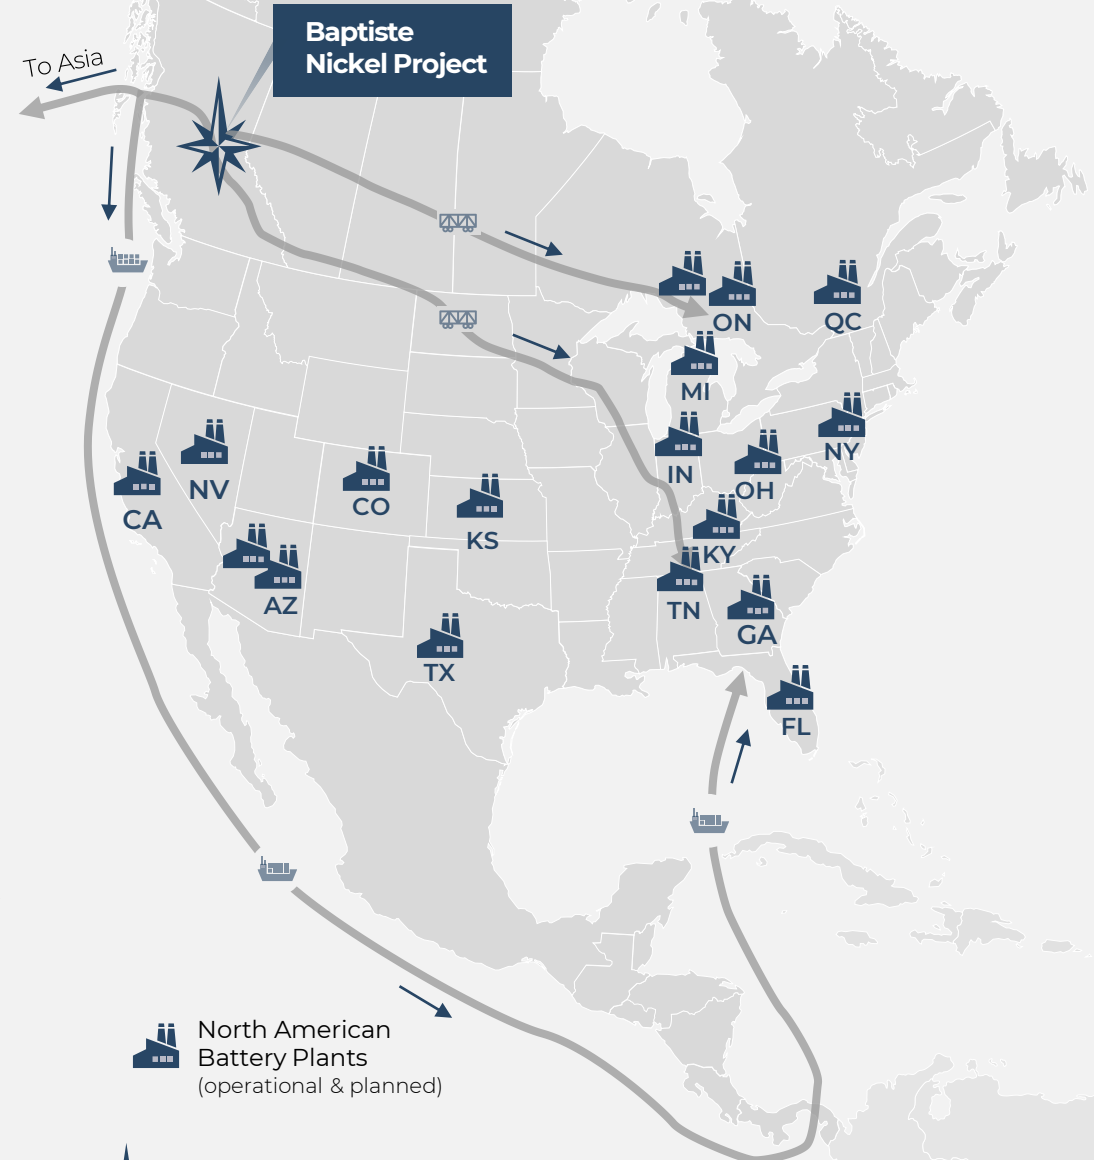 Baptiste
Nickel Project
To Asia
ON
QC
MI
NY
IN
OH
NV
CO
CA
KS
KY
AZ
TN
GA
TX
FL
North American
Battery Plants
(operational & planned)